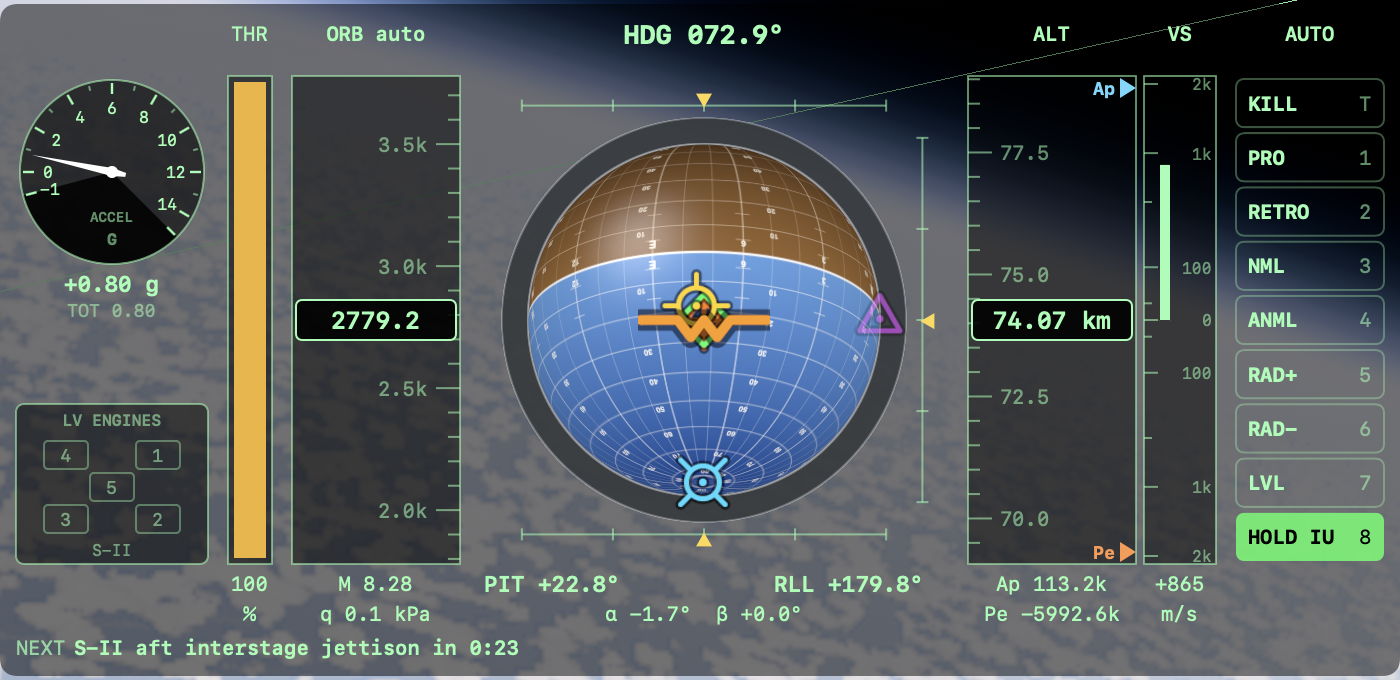 THR
ORB auto
HDG 072.9°
ALT
VS
AUTO
-1 0 2 4 6 8 10 12 14
ACCEL
G
+0.80 g
TOT 0.80
LV ENGINES
4 1
5
3 2
S-II
3.5k
3.0k
2779.2
2.5k
2.0k
Ap
77.5
75.0
74.07 km
72.5
70.0
Pe
2k
1k
100
0
100
1k
2k
KILL T
PRO 1
RETRO 2
NML 3
ANML 4
RAD+ 5
RAD− 6
LVL 7
HOLD IU 8
100
%
M 8.28
q 0.1 kPa
PIT +22.8°
RLL +179.8°
α −1.7° β +0.0°
Ap 113.2k
Pe −5992.6k
+865
m/s
NEXT S-II aft interstage jettison in 0:23